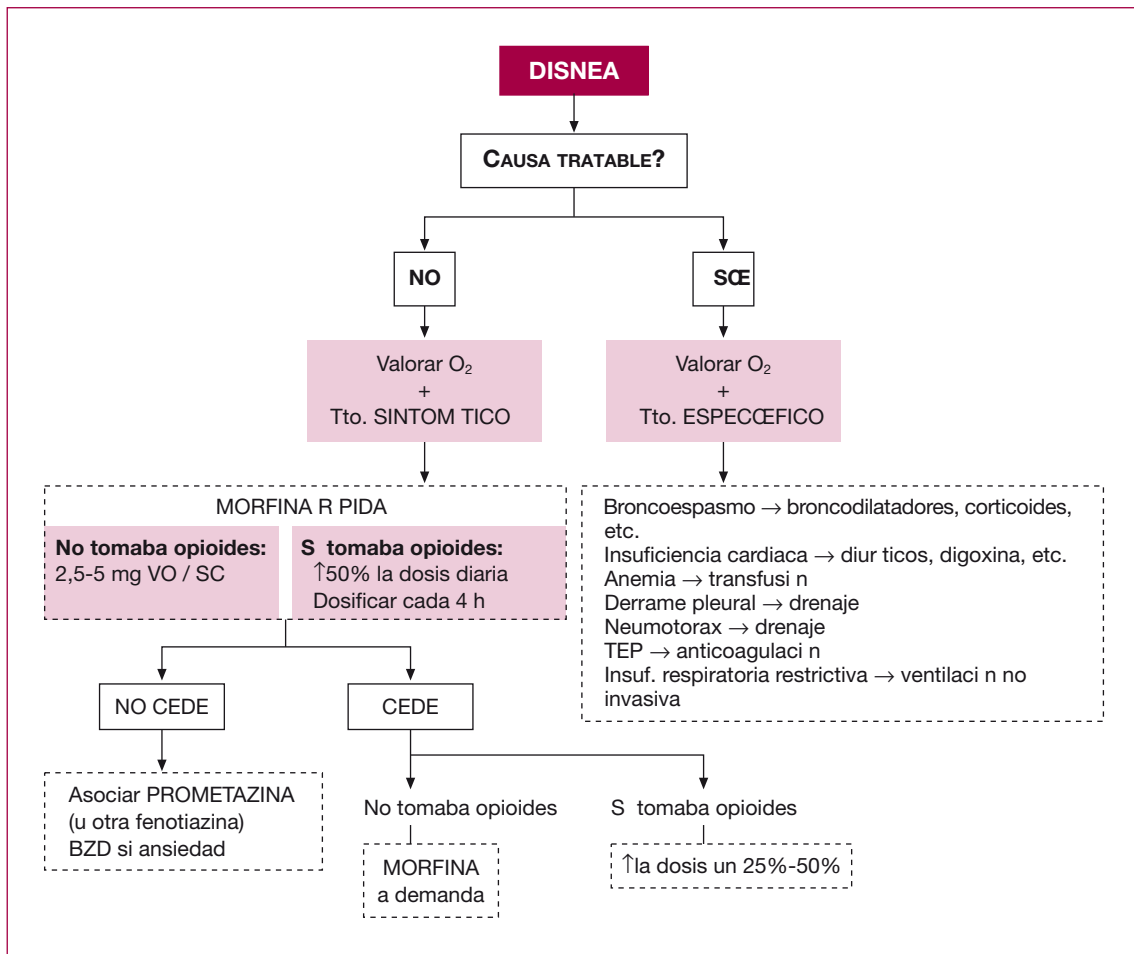 DISNEA
CAUSA TRATABLE?
NO
SŒ
Valorar O₂
+
Tto. SINTOM TICO
Valorar O₂
+
Tto. ESPECŒFICO
MORFINA R PIDA
No tomaba opioides:
2,5-5 mg VO / SC
S tomaba opioides:
↑50% la dosis diaria
Dosificar cada 4 h
Broncoespasmo → broncodilatadores, corticoides,
etc.
Insuficiencia cardiaca → diur ticos, digoxina, etc.
Anemia → transfusi n
Derrame pleural → drenaje
Neumotorax → drenaje
TEP → anticoagulaci n
Insuf. respiratoria restrictiva → ventilaci n no
invasiva
NO CEDE
CEDE
Asociar PROMETAZINA
(u otra fenotiazina)
BZD si ansiedad
No tomaba opioides
S tomaba opioides
MORFINA
a demanda
↑la dosis un 25%-50%